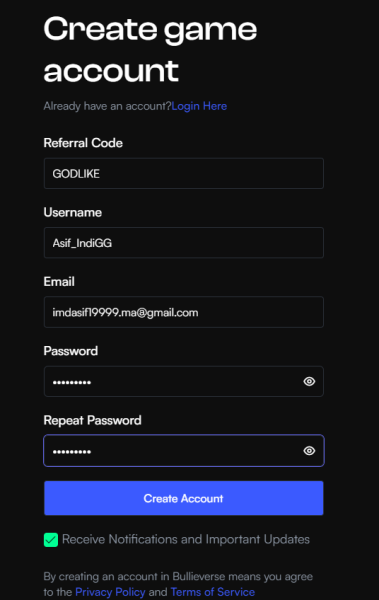 Create game
account
Already have an account?Login Here
Referral Code
GODLIKE
Username
Asif_IndiGG
Email
imdasif19999.ma@gmail.com
Password
•••••••••
Repeat Password
•••••••••
Create Account
Receive Notifications and Important Updates
By creating an account in Bullieverse means you agree
to the Privacy Policy and Terms of Service